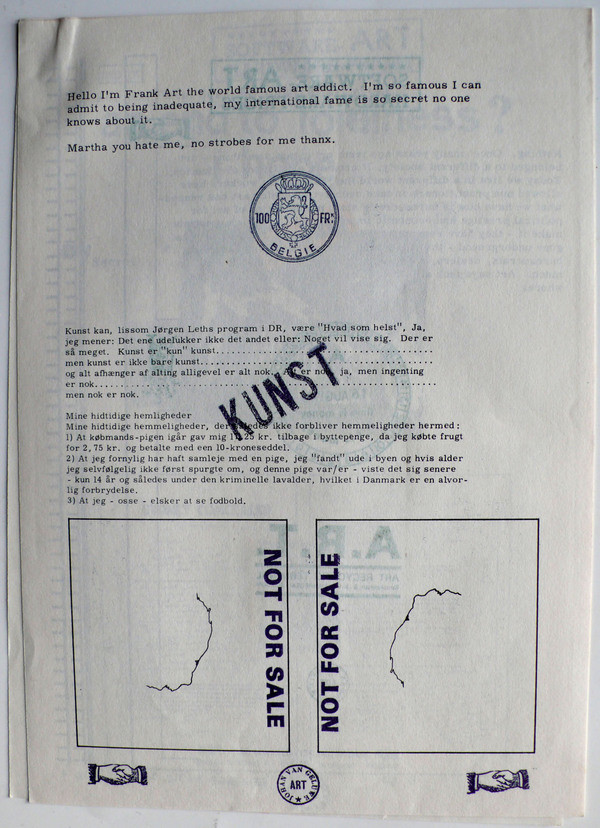 Hello I'm Frank Art the world famous art addict. I'm so famous I can
admit to being inadequate, my international fame is so secret no one
knows about it.
Martha you hate me, no strobes for me thanx.
100 FRS
BELGIE
Kunst kan, lissom Jørgen Leths program i DR, være "Hvad som helst", Ja,
jeg mener: Det ene udelukker ikke det andet eller: Noget vil vise sig. Der er
så meget. Kunst er "kun" kunst.
men kunst er ikke bare kunst.
og alt afhænger af alting alligevel er alt nok. nok, ja, men ingenting
er nok.
men nok er nok.
KUNST
Mine hidtidige hemligheder
Mine hidtidige hemmeligheder, der ikke forbliver hemmeligheder hermed :
1) At købmands-pigen igår gav mig kr. tilbage i byttepenge, da jeg købte frugt
for 2,75 kr. og betalte med en 10-kroneseddel.
2) At jeg fornylig har haft samleje med en pige, jeg "fandt" ude i byen og hvis alder
jeg selvfølgelig ikke først spurgte om, og denne pige var/er - viste det sig senere
- kun 14 år og således under den kriminelle lavalder, hvilket i Danmark er en alvor-
lig forbrydelse.
3) At jeg - osse - elsker at se fodbold.
NOT FOR SALE
NOT FOR SALE
JOHAN VAN GELUWE
ART